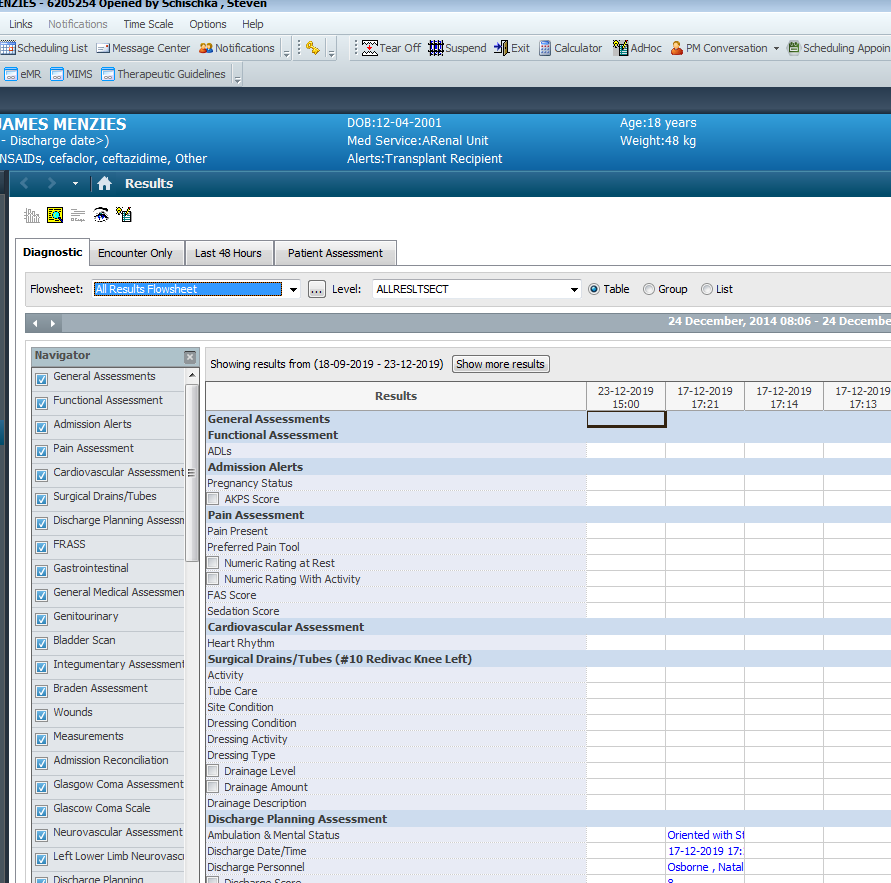 ENZIES - 6205254 Opened by Schischka , Steven
Links Notifications Time Scale Options Help
Scheduling List Message Center Notifications Tear Off Suspend Exit Calculator AdHoc PM Conversation Scheduling Appoin
eMR MIMS Therapeutic Guidelines
JAMES MENZIES DOB:12-04-2001 Age:18 years
- Discharge date>) Med Service:ARenal Unit Weight:48 kg
NSAIDs, cefaclor, ceftazidime, Other Alerts:Transplant Recipient
Results
Diagnostic Encounter Only Last 48 Hours Patient Assessment
Flowsheet: All Results Flowsheet ... Level: ALLRESLTSECT Table Group List
24 December, 2014 08:06 - 24 Decembe
Navigator
General Assessments
Functional Assessment
Admission Alerts
Pain Assessment
Cardiovascular Assessment
Surgical Drains/Tubes
Discharge Planning Assessm
FRASS
Gastrointestinal
General Medical Assessmen
Genitourinary
Bladder Scan
Integumentary Assessment
Braden Assessment
Wounds
Measurements
Admission Reconciliation
Glasgow Coma Assessment
Glascow Coma Scale
Neurovascular Assessment
Left Lower Limb Neurovascu
Discharge Planning
Showing results from (18-09-2019 - 23-12-2019) Show more results
Results 23-12-2019 15:00 17-12-2019 17:21 17-12-2019 17:14 17-12-2019 17:13
General Assessments
Functional Assessment
ADLs
Admission Alerts
Pregnancy Status
AKPS Score
Pain Assessment
Pain Present
Preferred Pain Tool
Numeric Rating at Rest
Numeric Rating With Activity
FAS Score
Sedation Score
Cardiovascular Assessment
Heart Rhythm
Surgical Drains/Tubes (#10 Redivac Knee Left)
Activity
Tube Care
Site Condition
Dressing Condition
Dressing Activity
Dressing Type
Drainage Level
Drainage Amount
Drainage Description
Discharge Planning Assessment
Ambulation & Mental Status Oriented with St
Discharge Date/Time 17-12-2019 17:
Discharge Personnel Osborne , Natal
Discharge Score 8